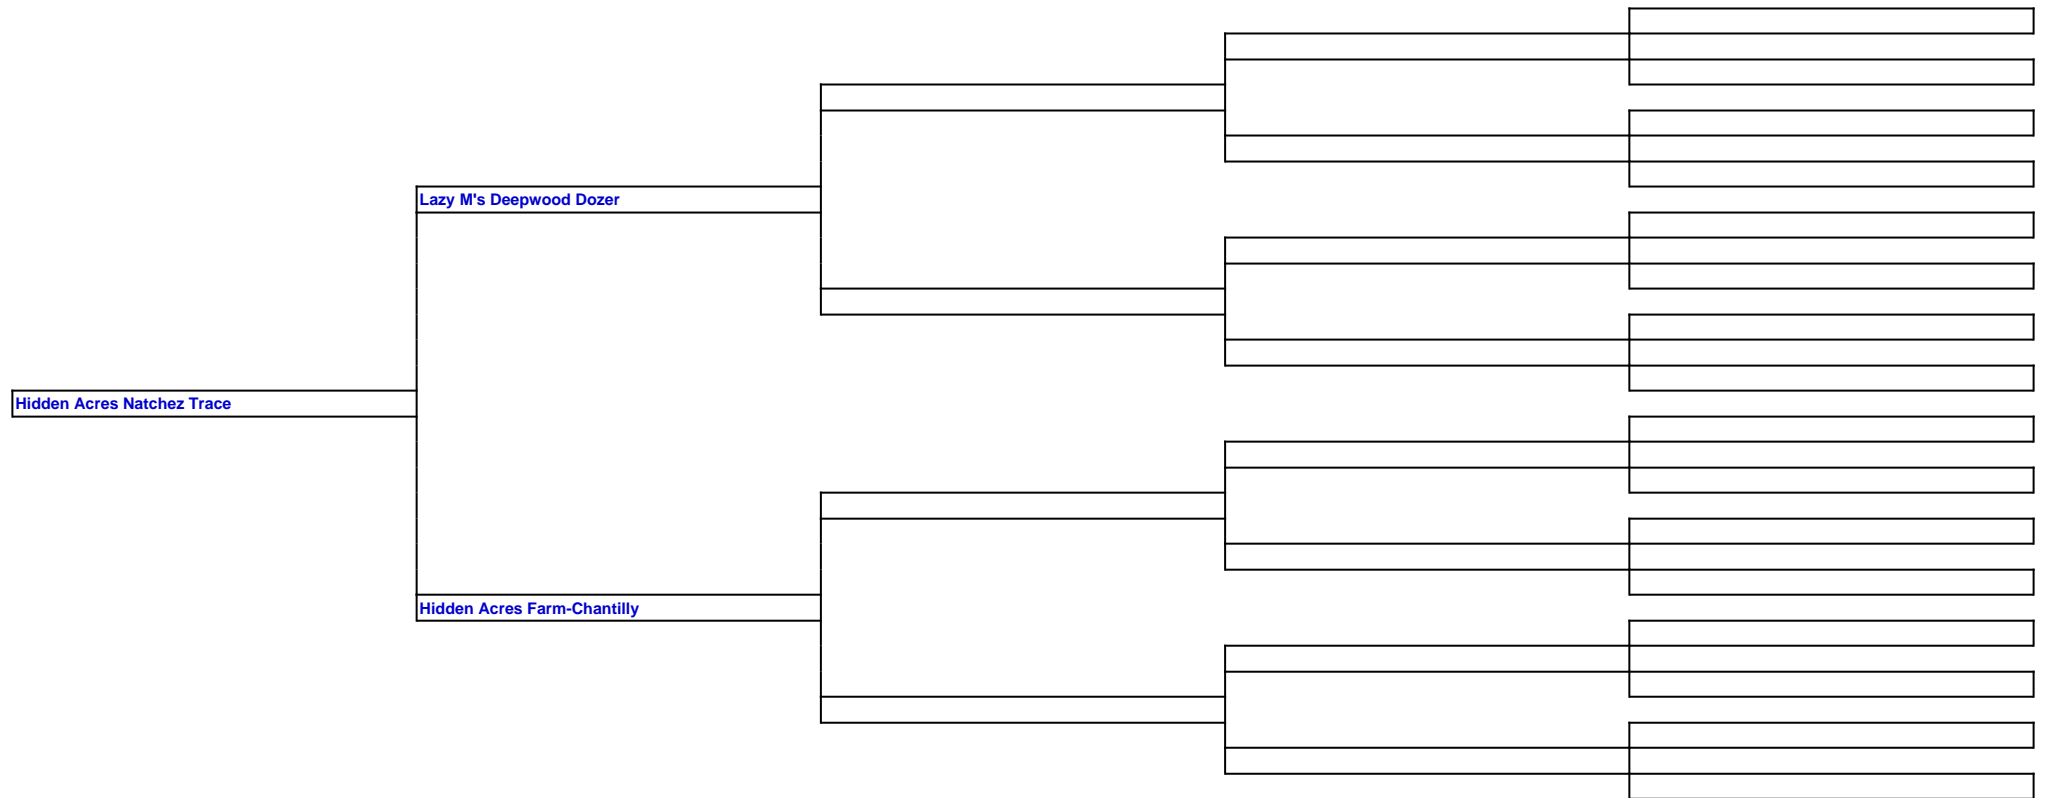 Lazy M's Deepwood Dozer
Hidden Acres Natchez Trace
Hidden Acres Farm-Chantilly